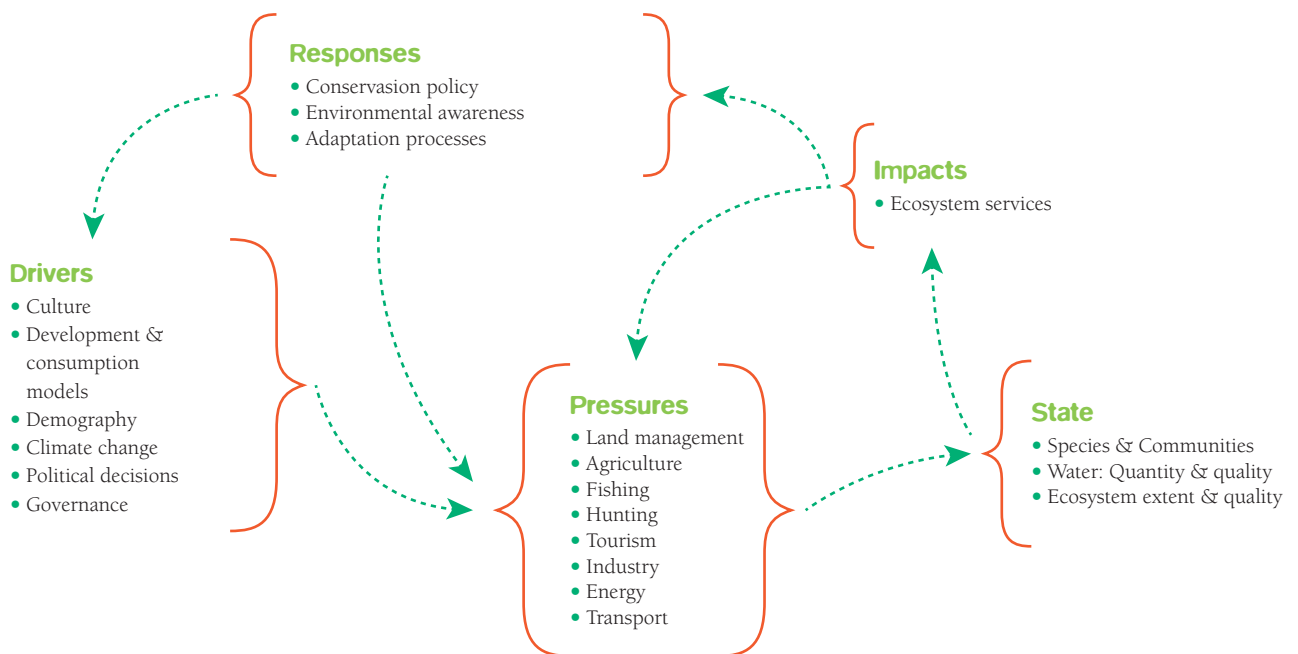 Responses
• Conservasion policy
• Environmental awareness
• Adaptation processes
Impacts
• Ecosystem services
Drivers
• Culture
• Development &
consumption
models
• Demography
• Climate change
• Political decisions
• Governance
Pressures
• Land management
• Agriculture
• Fishing
• Hunting
• Tourism
• Industry
• Energy
• Transport
State
• Species & Communities
• Water: Quantity & quality
• Ecosystem extent & quality